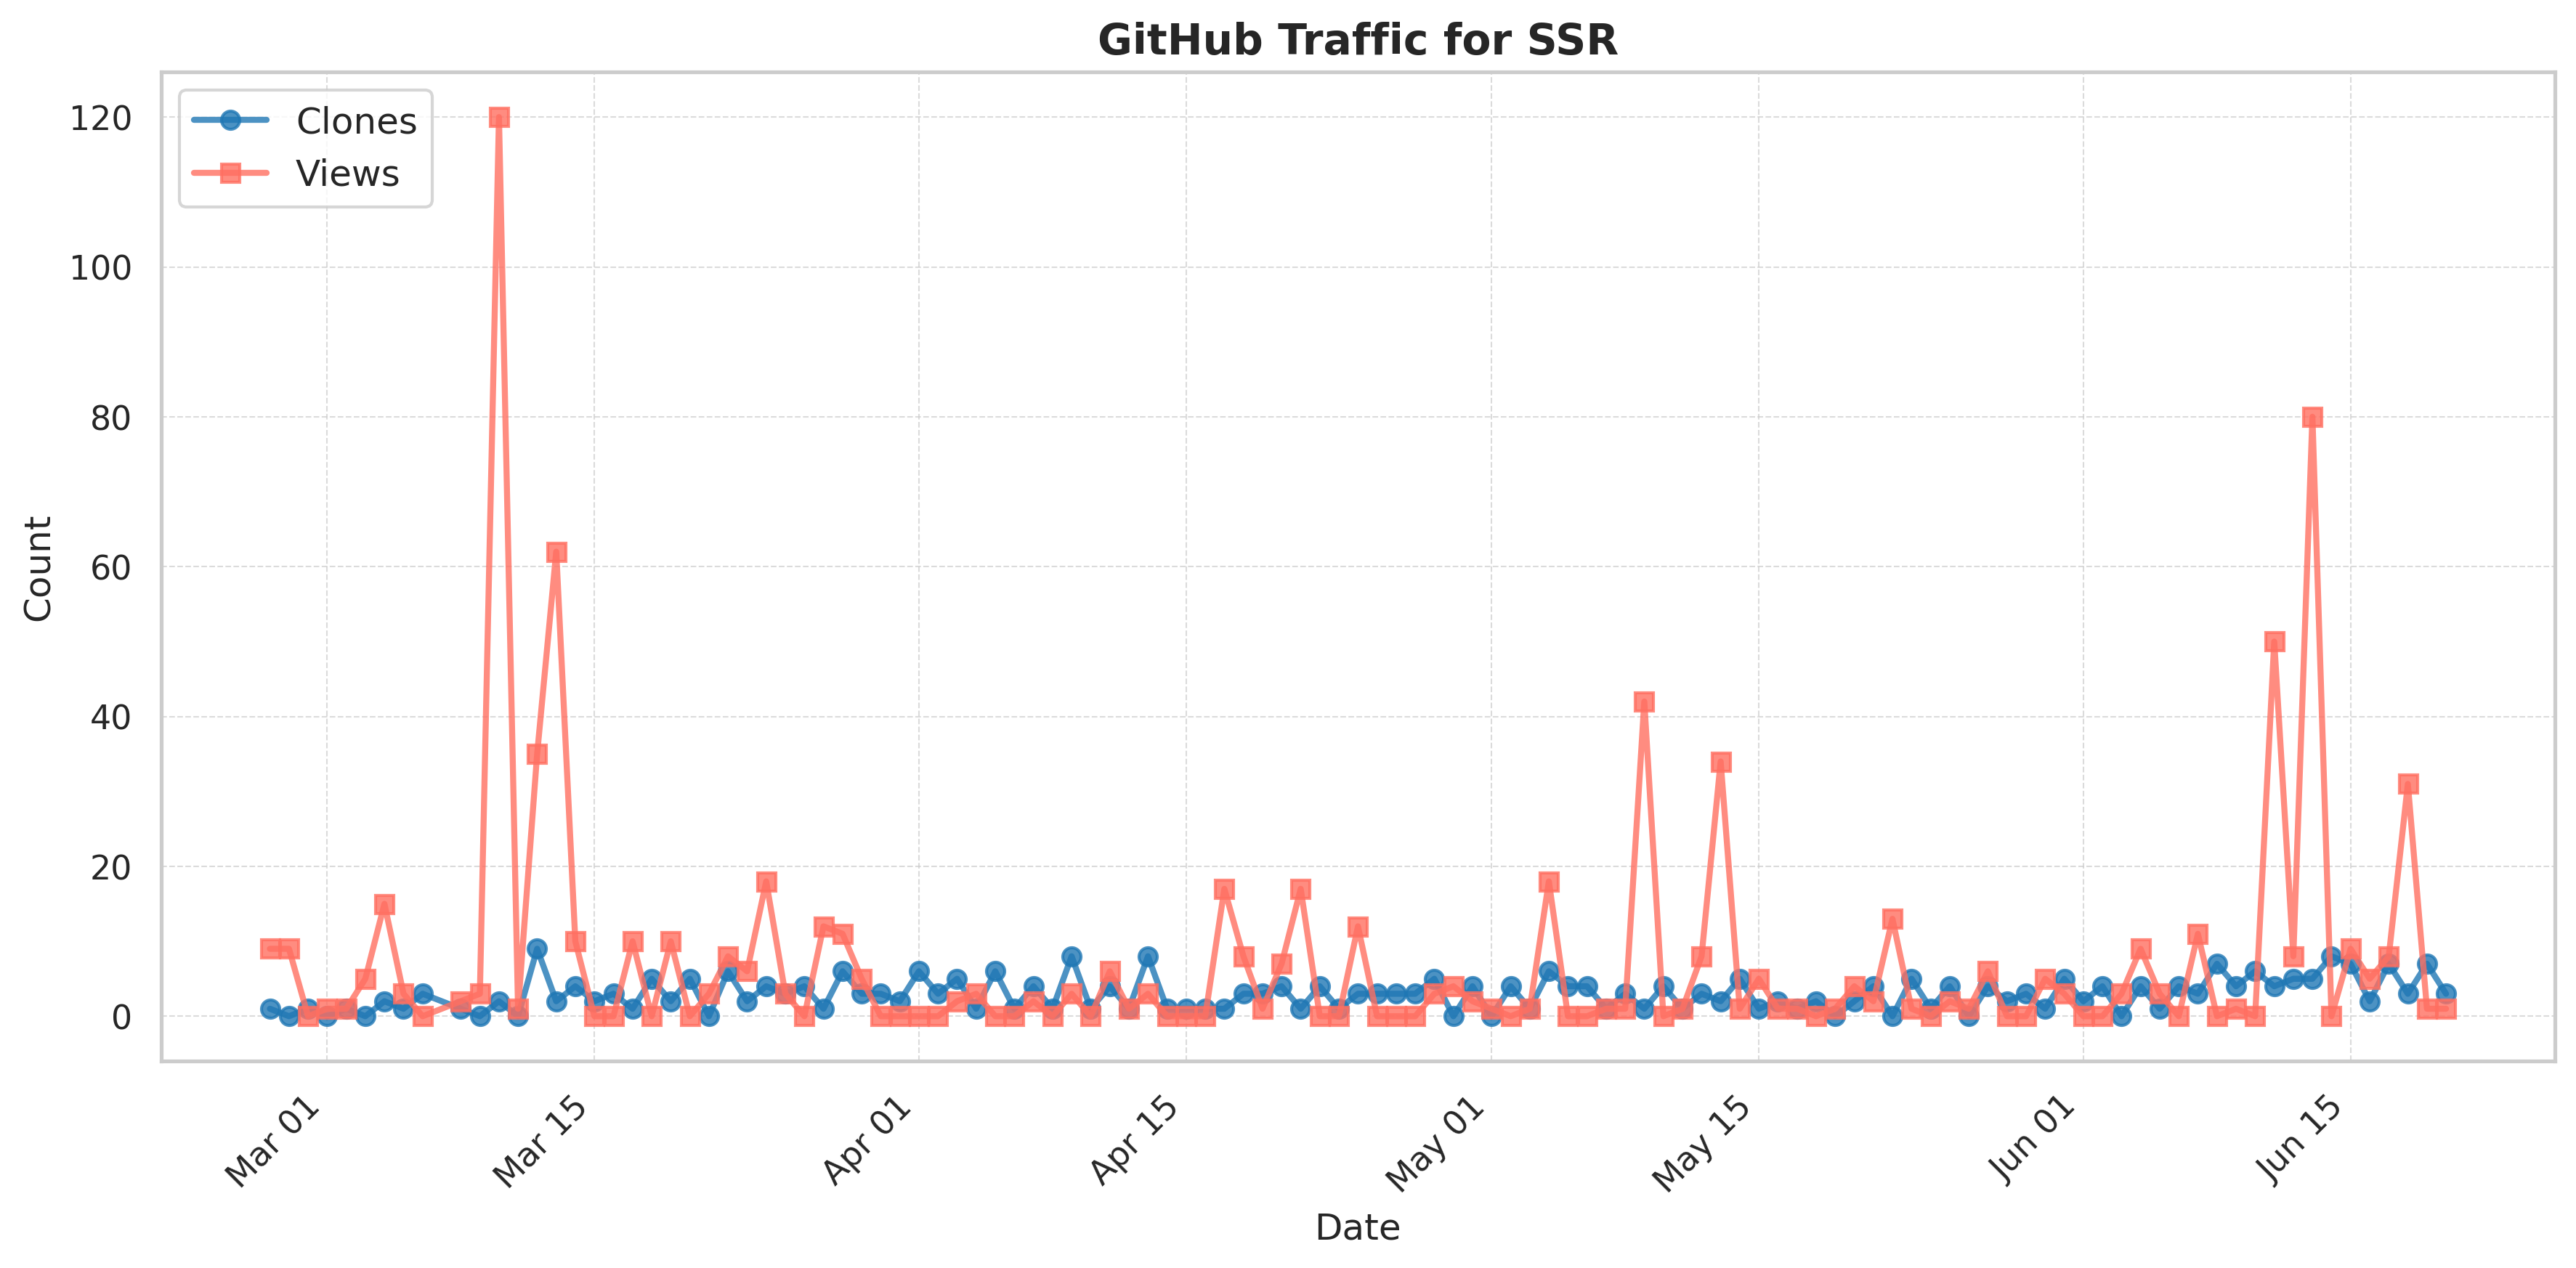 GitHub Traffic for SSR
Clones
Views
120
100
80
60
40
20
0
Count
Mar 01
Mar 15
Apr 01
Apr 15
May 01
May 15
Jun 01
Jun 15
Date